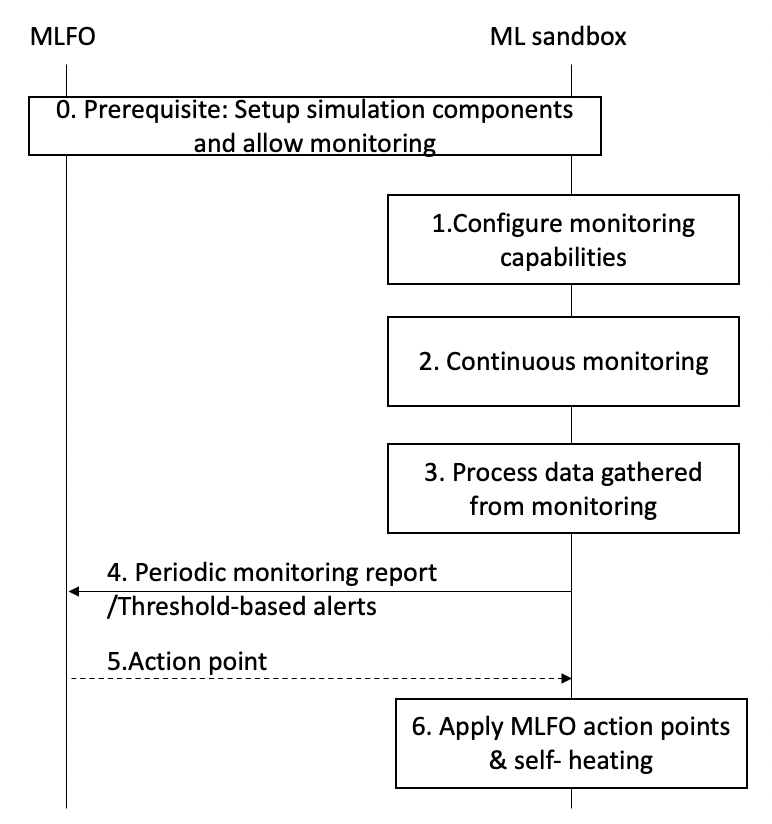 MLFO
ML sandbox
0. Prerequisite: Setup simulation components
and allow monitoring
1.Configure monitoring
capabilities
2. Continuous monitoring
3. Process data gathered
from monitoring
4. Periodic monitoring report
/Threshold-based alerts
5.Action point
6. Apply MLFO action points
& self- heating